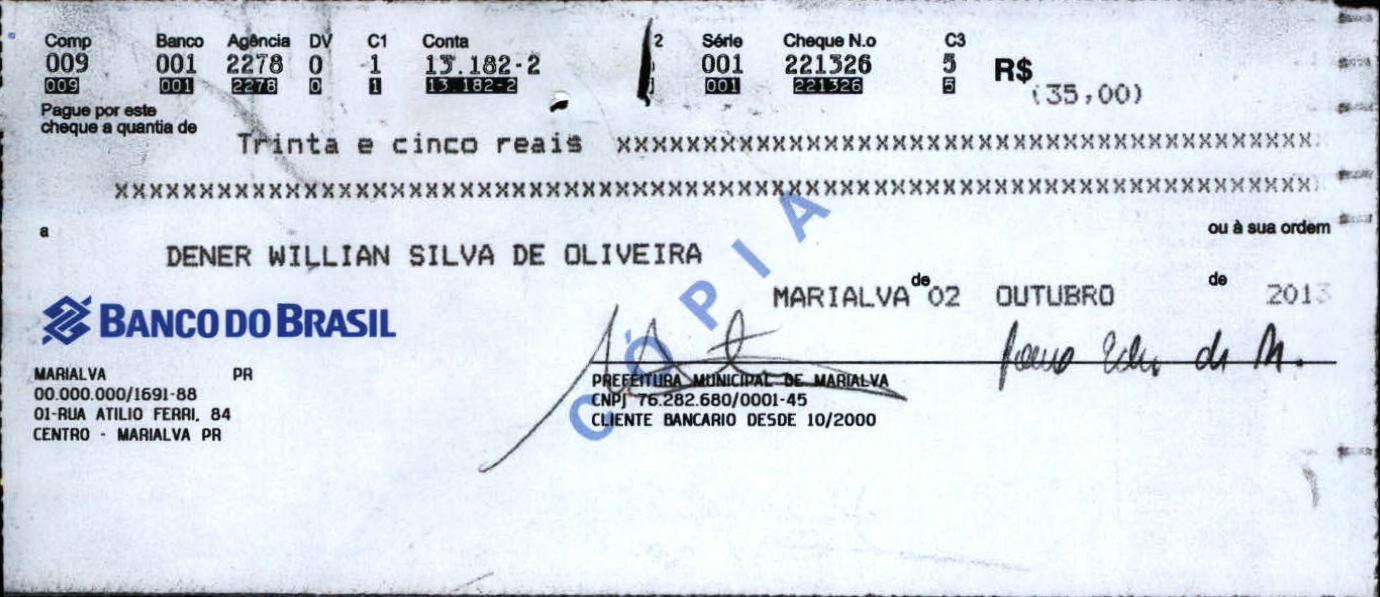 Comp Banco Agência DV C1 Conta 2 Série Cheque N.o C3
009 001 2278 0 1 13.182-2 001 221326 5 R$
009 001 2278 0 1 13.182-2 001 221326 5 (35,00)
Pague por este
cheque a quantia de
Trinta e cinco reais xxxxxxxxxxxxxxxxxxxxxxxxxxxxxxxxxxxxxxxxxxxxxxxxx
xxxxxxxxxxxxxxxxxxxxxxxxxxxxxxxxxxxxxxxxxxxxxxxxxxxxxxxxxxxxxxxxxxxxxxxxxxxxxxxxxxx
a ou à sua ordem
DENER WILLIAN SILVA DE OLIVEIRA
MARIALVA de 02 OUTUBRO de 2013
CÓPIA
BANCO DO BRASIL
MARIALVA PR
00.000.000/1691-88
01-RUA ATILIO FERRI, 84
CENTRO - MARIALVA PR
PREFEITURA MUNICIPAL DE MARIALVA
CNPJ 76.282.680/0001-45
CLIENTE BANCARIO DESDE 10/2000